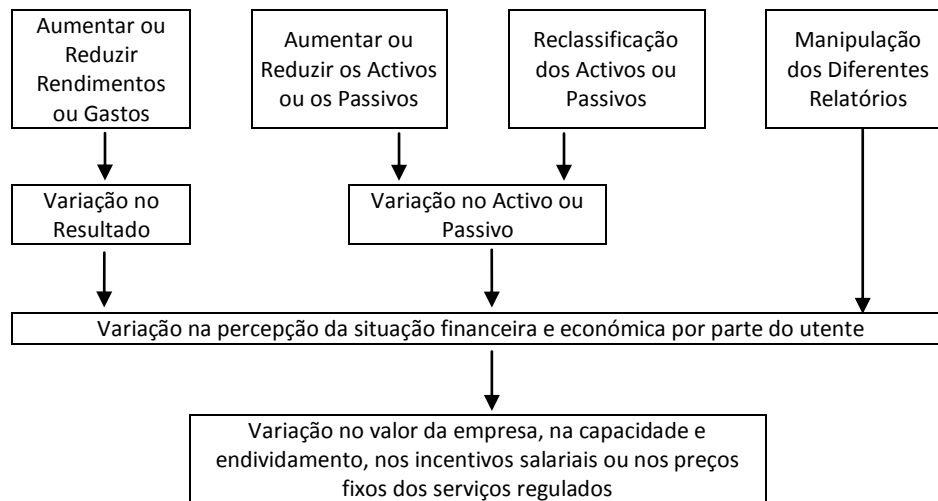 Aumentar ou
Reduzir
Rendimentos
ou Gastos
Aumentar ou
Reduzir os Activos
ou os Passivos
Reclassificação
dos Activos ou
Passivos
Manipulação
dos Diferentes
Relatórios
Variação no
Resultado
Variação no Activo ou
Passivo
Variação na percepção da situação financeira e económica por parte do utente
Variação no valor da empresa, na capacidade e
endividamento, nos incentivos salariais ou nos preços
fixos dos serviços regulados